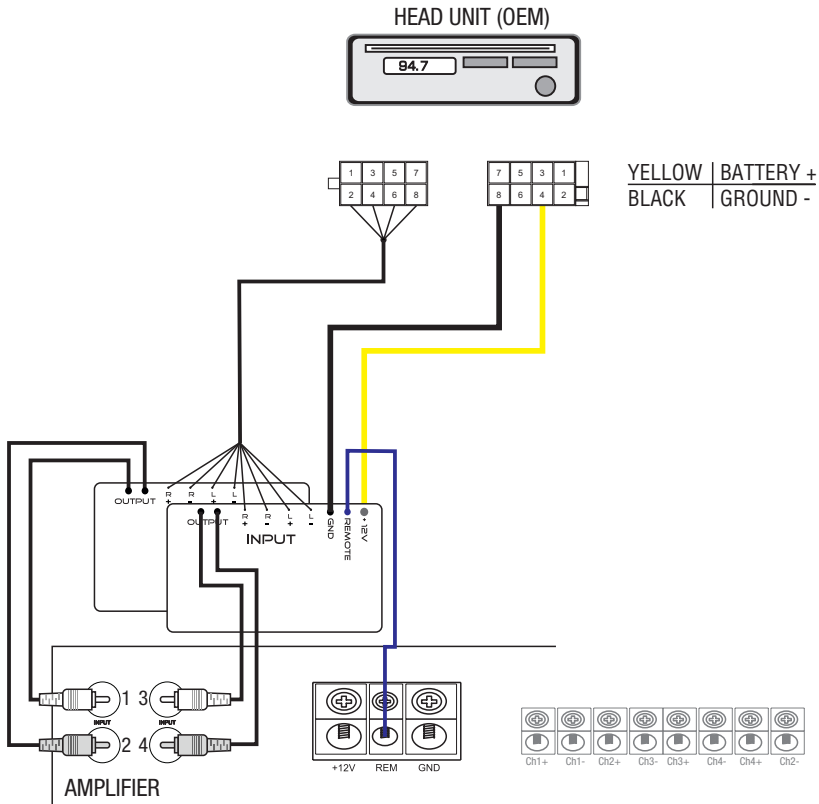 HEAD UNIT (OEM)
94.7
1 3 5 7
2 4 6 8
7 5 3 1
8 6 4 2
YELLOW | BATTERY +
BLACK | GROUND -
OUTPUT
R + R - L + L -
OUTPUT
R + R - L + L -
INPUT
GND
REMOTE
+12V
1 3
INPUT INPUT
2 4
AMPLIFIER
+12V REM GND
Ch1+ Ch1- Ch2+ Ch3- Ch3+ Ch4- Ch4+ Ch2-